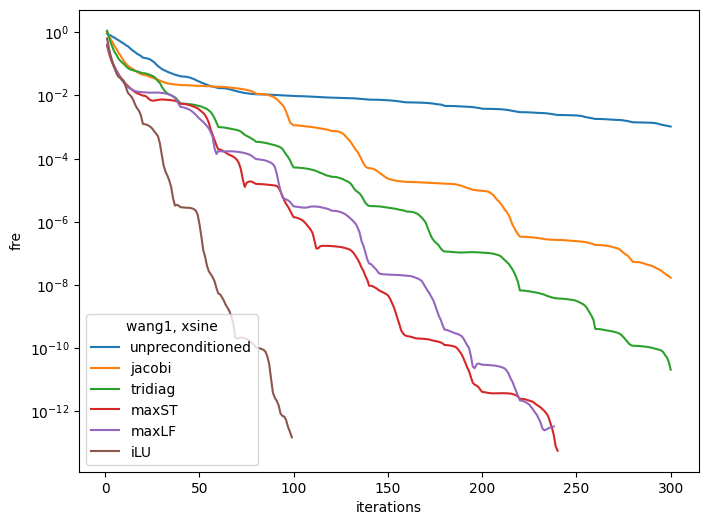 10^0
10^−2
10^−4
10^−6
10^−8
10^−10
10^−12
fre
wang1, xsine
unpreconditioned
jacobi
tridiag
maxST
maxLF
iLU
0 50 100 150 200 250 300
iterations